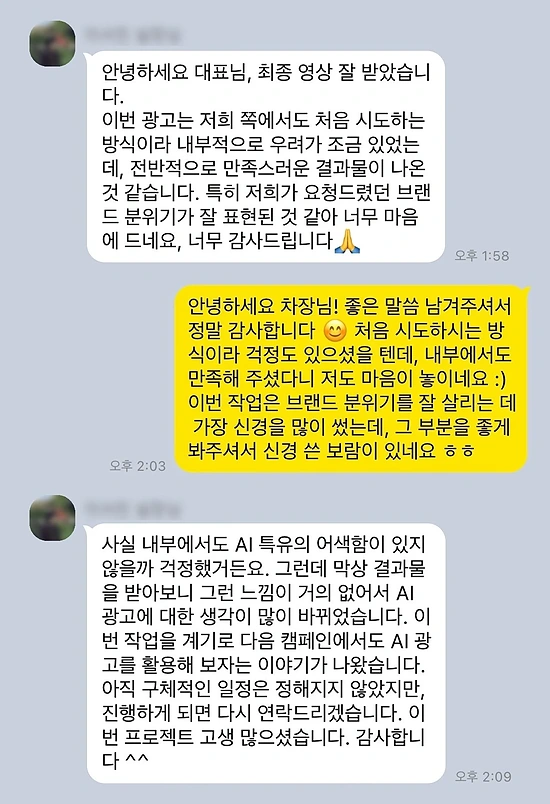 안녕하세요 대표님, 최종 영상 잘 받았습니
다.
이번 광고는 저희 쪽에서도 처음 시도하는
방식이라 내부적으로 우려가 조금 있었는
데, 전반적으로 만족스러운 결과물이 나온
것 같습니다. 특히 저희가 요청드렸던 브랜
드 분위기가 잘 표현된 것 같아 너무 마음
에 드네요, 너무 감사드립니다🙏
오후 1:58
안녕하세요 차장님! 좋은 말씀 남겨주셔서
정말 감사합니다 😊 처음 시도하시는 방
식이라 걱정도 있으셨을 텐데, 내부에서도
만족해 주셨다니 저도 마음이 놓이네요 :)
이번 작업은 브랜드 분위기를 잘 살리는 데
가장 신경을 많이 썼는데, 그 부분을 좋게
봐주셔서 신경 쓴 보람이 있네요 ㅎㅎ
오후 2:03
사실 내부에서도 AI 특유의 어색함이 있지
않을까 걱정했거든요. 그런데 막상 결과물
을 받아보니 그런 느낌이 거의 없어서 AI
광고에 대한 생각이 많이 바뀌었습니다. 이
번 작업을 계기로 다음 캠페인에서도 AI 광
고를 활용해 보자는 이야기가 나왔습니다.
아직 구체적인 일정은 정해지지 않았지만,
진행하게 되면 다시 연락드리겠습니다. 이
번 프로젝트 고생 많으셨습니다. 감사합니
다 ^^
오후 2:09